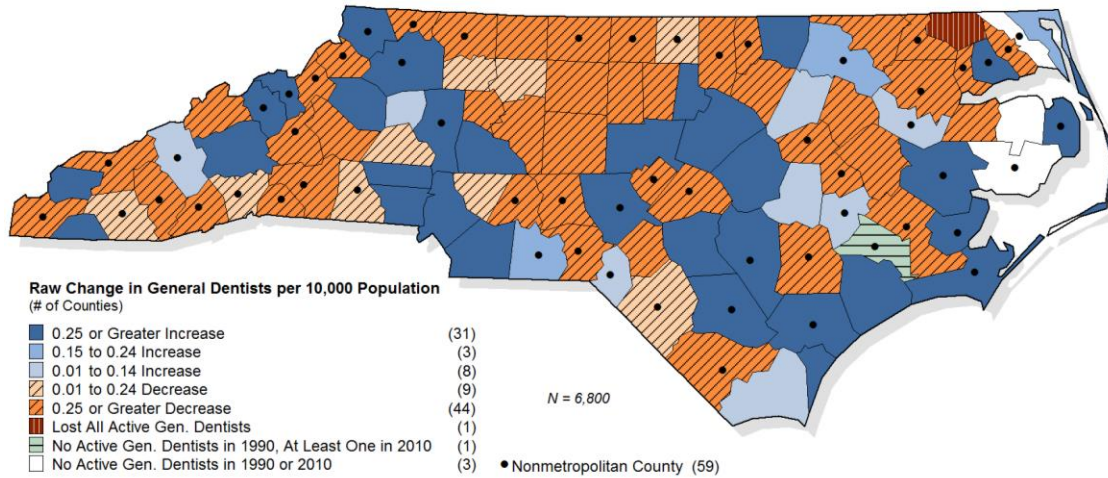 Raw Change in General Dentists per 10,000 Population
(# of Counties)
0.25 or Greater Increase (31)
0.15 to 0.24 Increase (3)
0.01 to 0.14 Increase (8)
0.01 to 0.24 Decrease (9)
0.25 or Greater Decrease (44)
Lost All Active Gen. Dentists (1)
No Active Gen. Dentists in 1990, At Least One in 2010 (1)
No Active Gen. Dentists in 1990 or 2010 (3)
N = 6,800
Nonmetropolitan County (59)